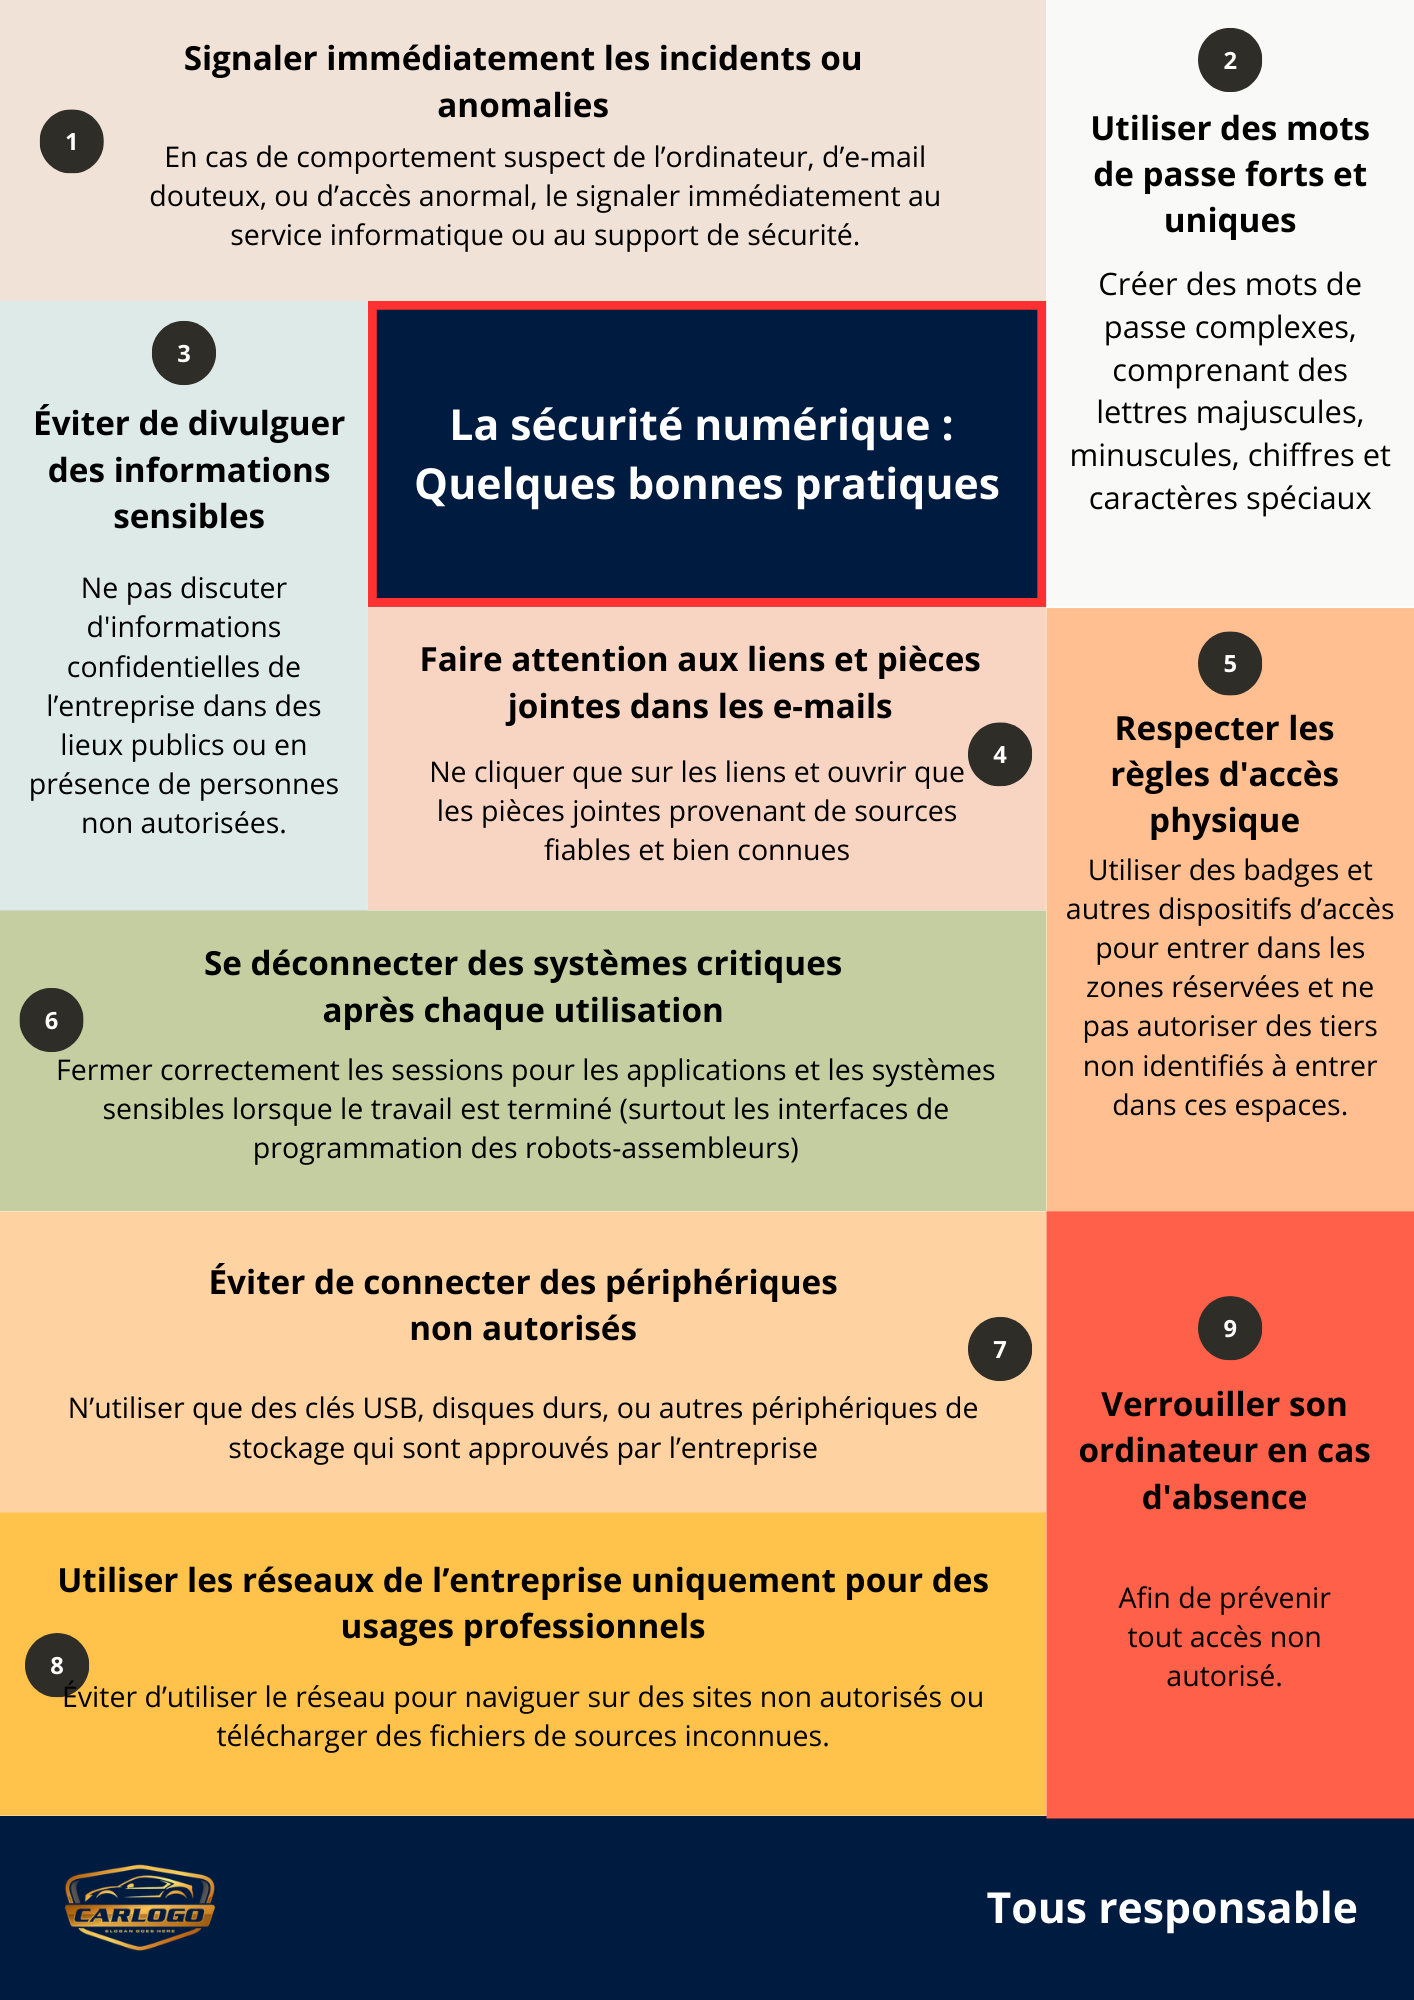 Signaler immédiatement les incidents ou
anomalies
1
En cas de comportement suspect de l’ordinateur, d’e-mail
douteux, ou d’accès anormal, le signaler immédiatement au
service informatique ou au support de sécurité.
2
Utiliser des mots
de passe forts et
uniques
Créer des mots de
passe complexes,
comprenant des
lettres majuscules,
minuscules, chiffres et
caractères spéciaux
3
Éviter de divulguer
des informations
sensibles
Ne pas discuter
d'informations
confidentielles de
l’entreprise dans des
lieux publics ou en
présence de personnes
non autorisées.
La sécurité numérique :
Quelques bonnes pratiques
Faire attention aux liens et pièces
jointes dans les e-mails
4
Ne cliquer que sur les liens et ouvrir que
les pièces jointes provenant de sources
fiables et bien connues
5
Respecter les
règles d'accès
physique
Utiliser des badges et
autres dispositifs d’accès
pour entrer dans les
zones réservées et ne
pas autoriser des tiers
non identifiés à entrer
dans ces espaces.
Se déconnecter des systèmes critiques
après chaque utilisation
6
Fermer correctement les sessions pour les applications et les systèmes
sensibles lorsque le travail est terminé (surtout les interfaces de
programmation des robots-assembleurs)
Éviter de connecter des périphériques
non autorisés
7
N’utiliser que des clés USB, disques durs, ou autres périphériques de
stockage qui sont approuvés par l’entreprise
Utiliser les réseaux de l’entreprise uniquement pour des
usages professionnels
8
Éviter d’utiliser le réseau pour naviguer sur des sites non autorisés ou
télécharger des fichiers de sources inconnues.
9
Verrouiller son
ordinateur en cas
d'absence
Afin de prévenir
tout accès non
autorisé.
CARLOGO
SLOGAN GOES HERE
Tous responsable